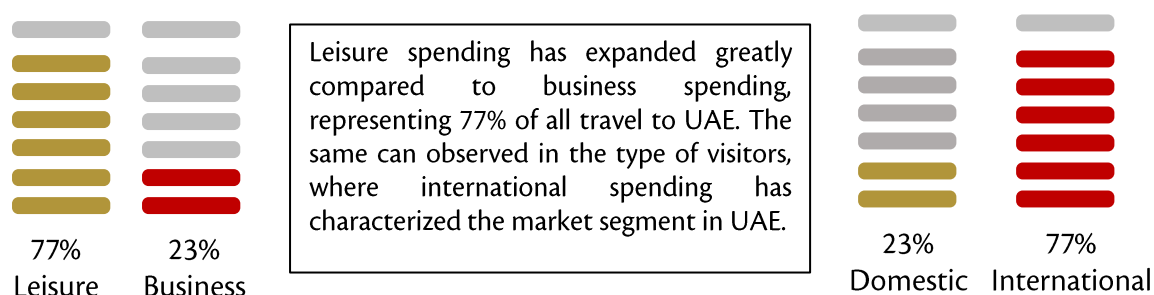 77%
Leisure
23%
Business
Leisure spending has expanded greatly
compared to business spending,
representing 77% of all travel to UAE. The
same can observed in the type of visitors,
where international spending has
characterized the market segment in UAE.
23%
Domestic
77%
International